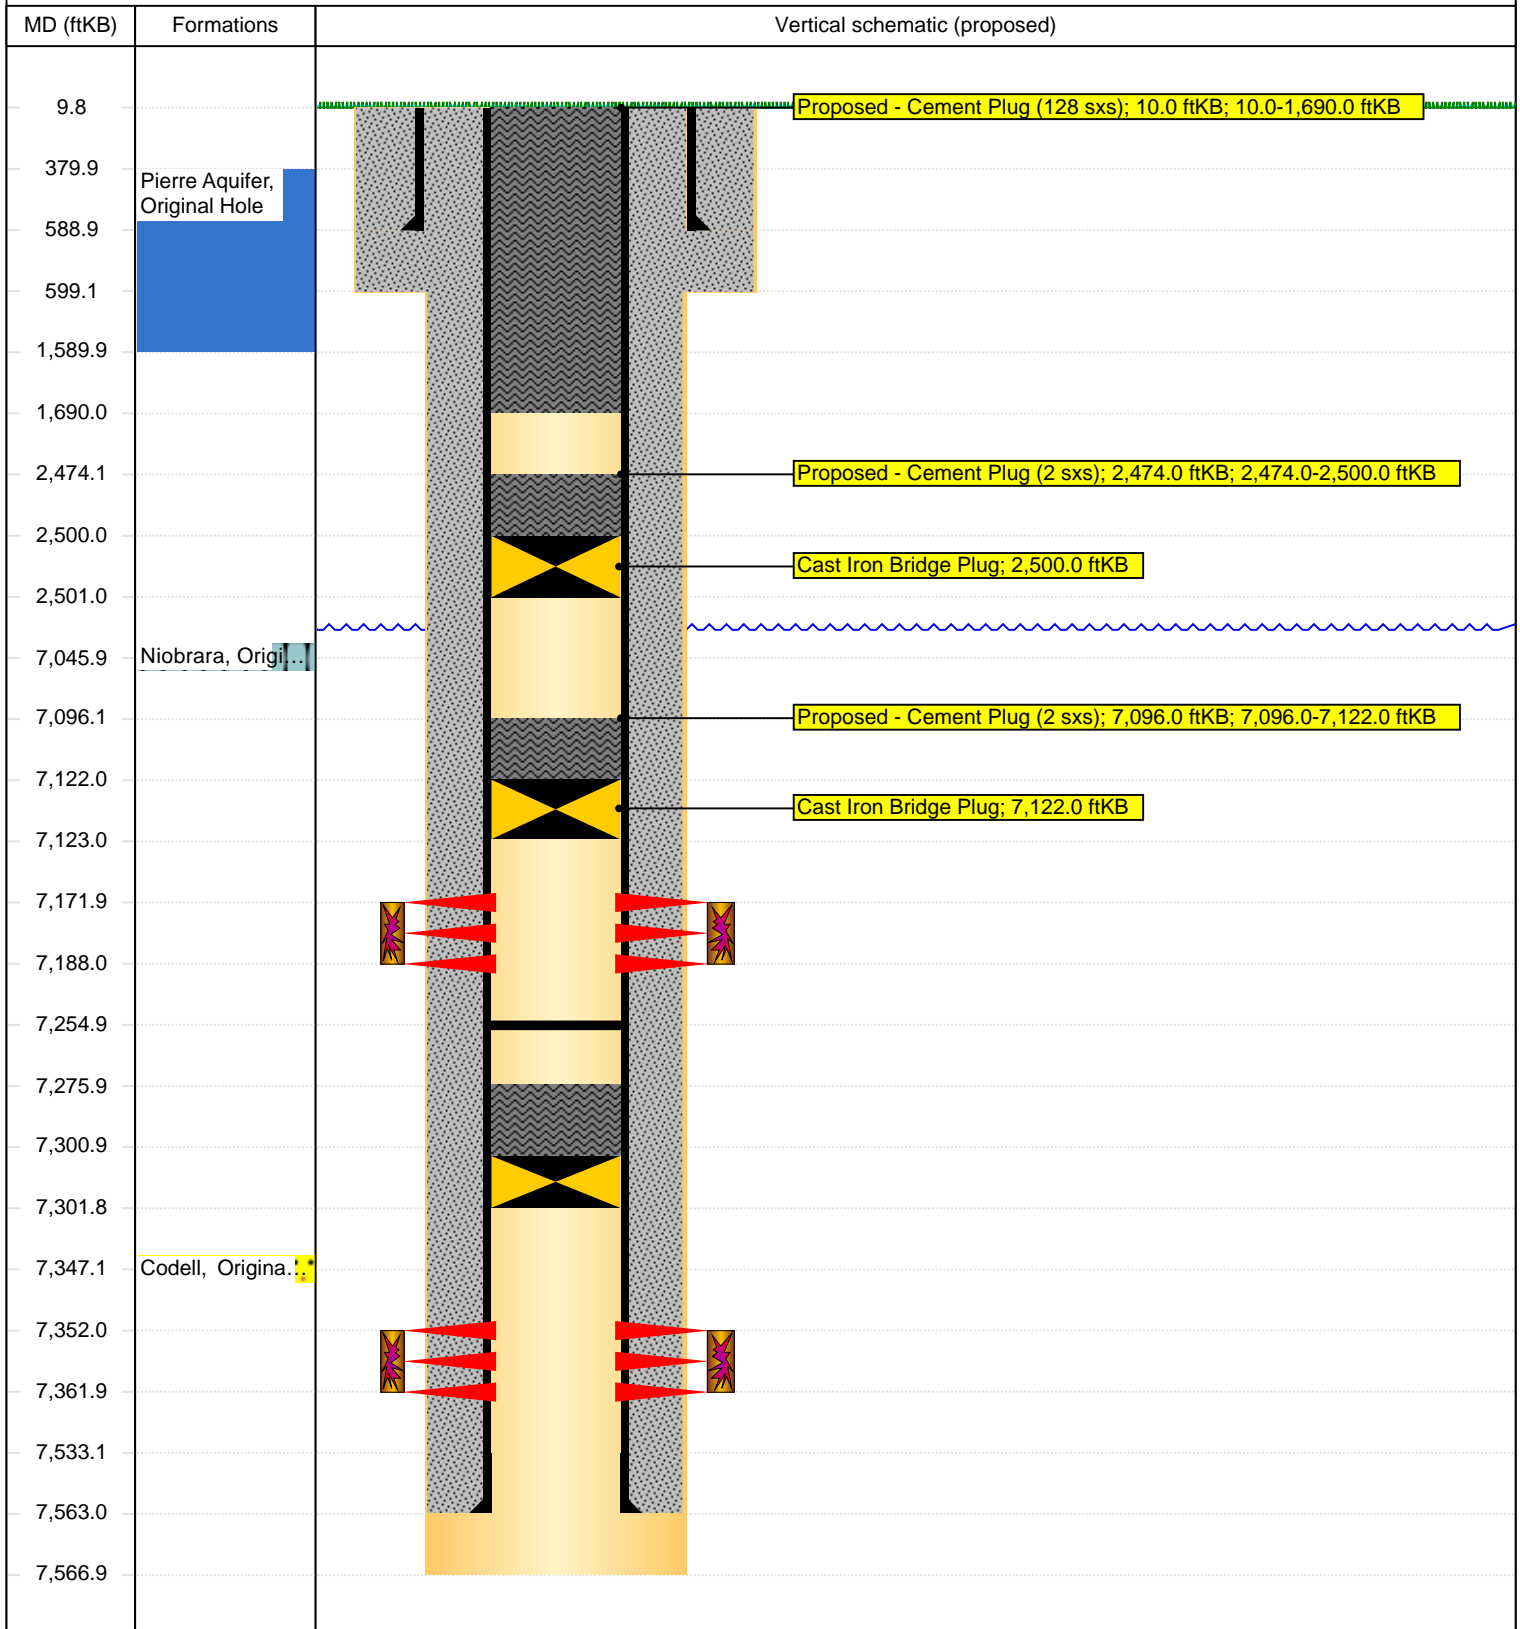 MD (ftKB) Formations Vertical schematic (proposed)
9.8 Proposed - Cement Plug (128 sxs); 10.0 ftKB; 10.0-1,690.0 ftKB
379.9
Pierre Aquifer,
Original Hole
588.9
599.1
1,589.9
1,690.0
2,474.1 Proposed - Cement Plug (2 sxs); 2,474.0 ftKB; 2,474.0-2,500.0 ftKB
2,500.0
Cast Iron Bridge Plug; 2,500.0 ftKB
2,501.0
7,045.9 Niobrara, Origi...
7,096.1 Proposed - Cement Plug (2 sxs); 7,096.0 ftKB; 7,096.0-7,122.0 ftKB
7,122.0
Cast Iron Bridge Plug; 7,122.0 ftKB
7,123.0
7,171.9
7,188.0
7,254.9
7,275.9
7,300.9
7,301.8
7,347.1 Codell, Origina...
7,352.0
7,361.9
7,533.1
7,563.0
7,566.9